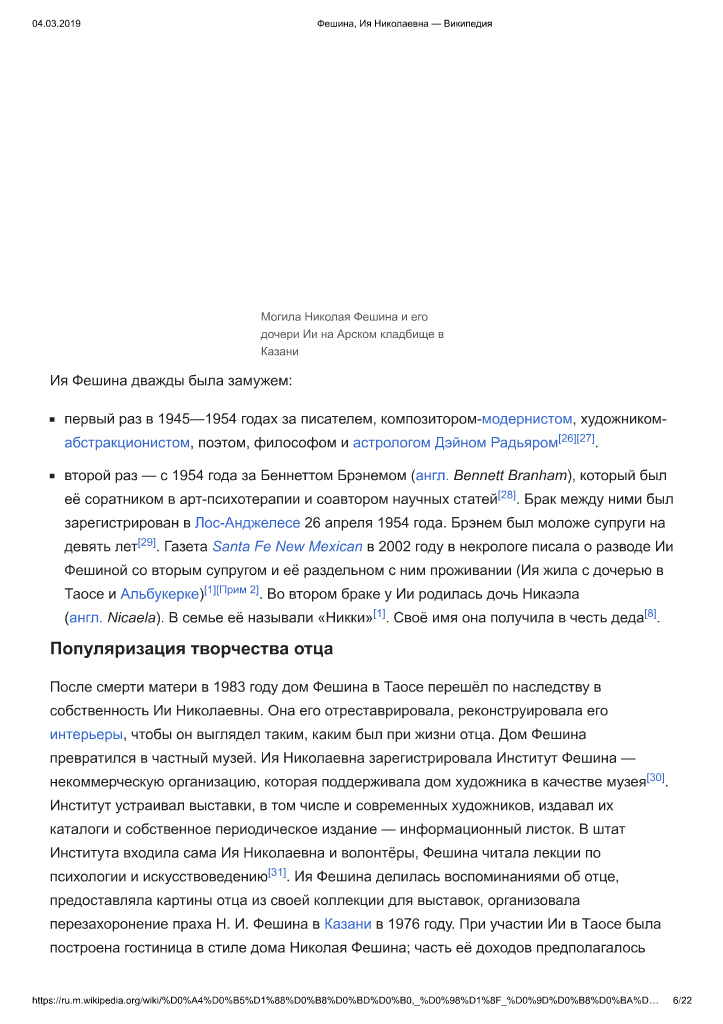 04.03.2019
Фешина, Ия Николаевна — Википедия
Могила Николая Фешина и его
дочери Ии на Арском кладбище в
Казани
Ия Фешина дважды была замужем:
▪ первый раз в 1945—1954 годах за писателем, композитором-модернистом, художником-
абстракционистом, поэтом, философом и астрологом Дэйном Радьяром[26][27].
▪ второй раз — с 1954 года за Беннеттом Брэнемом (англ. Bennett Branham), который был
её соратником в арт-психотерапии и соавтором научных статей[28]. Брак между ними был
зарегистрирован в Лос-Анджелесе 26 апреля 1954 года. Брэнем был моложе супруги на
девять лет[29]. Газета Santa Fe New Mexican в 2002 году в некрологе писала о разводе Ии
Фешиной со вторым супругом и её раздельном с ним проживании (Ия жила с дочерью в
Таосе и Альбукерке)[1][Прим 2]. Во втором браке у Ии родилась дочь Никаэла
(англ. Nicaela). В семье её называли «Никки»[1]. Своё имя она получила в честь деда[8].
Популяризация творчества отца
После смерти матери в 1983 году дом Фешина в Таосе перешёл по наследству в
собственность Ии Николаевны. Она его отреставрировала, реконструировала его
интерьеры, чтобы он выглядел таким, каким был при жизни отца. Дом Фешина
превратился в частный музей. Ия Николаевна зарегистрировала Институт Фешина —
некоммерческую организацию, которая поддерживала дом художника в качестве музея[30].
Институт устраивал выставки, в том числе и современных художников, издавал их
каталоги и собственное периодическое издание — информационный листок. В штат
Института входила сама Ия Николаевна и волонтёры, Фешина читала лекции по
психологии и искусствоведению[31]. Ия Фешина делилась воспоминаниями об отце,
предоставляла картины отца из своей коллекции для выставок, организовала
перезахоронение праха Н. И. Фешина в Казани в 1976 году. При участии Ии в Таосе была
построена гостиница в стиле дома Николая Фешина; часть её доходов предполагалось
https://ru.m.wikipedia.org/wiki/%D0%A4%D0%B5%D1%88%D0%B8%D0%BD%D0%B0,_%D0%98%D1%8F_%D0%9D%D0%B8%D0%BA%D…
6/22